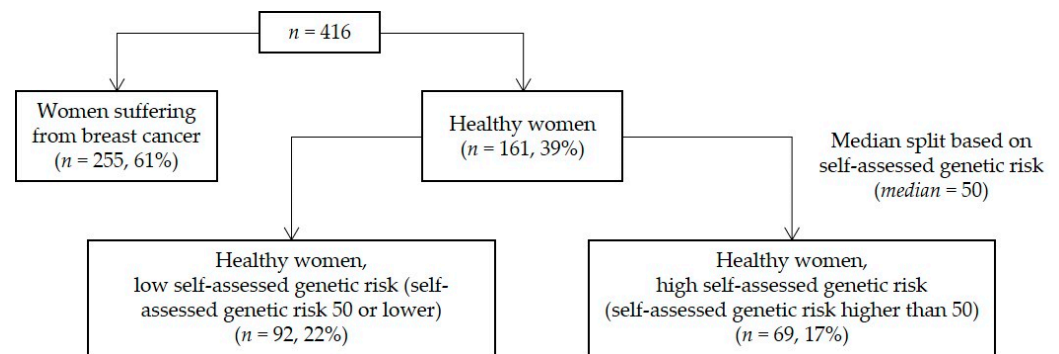 n = 416
Women suffering
from breast cancer
(n = 255, 61%)
Healthy women
(n = 161, 39%)
Median split based on
self-assessed genetic risk
(median = 50)
Healthy women,
low self-assessed genetic risk (self-
assessed genetic risk 50 or lower)
(n = 92, 22%)
Healthy women,
high self-assessed genetic risk
(self-assessed genetic risk higher than 50)
(n = 69, 17%)